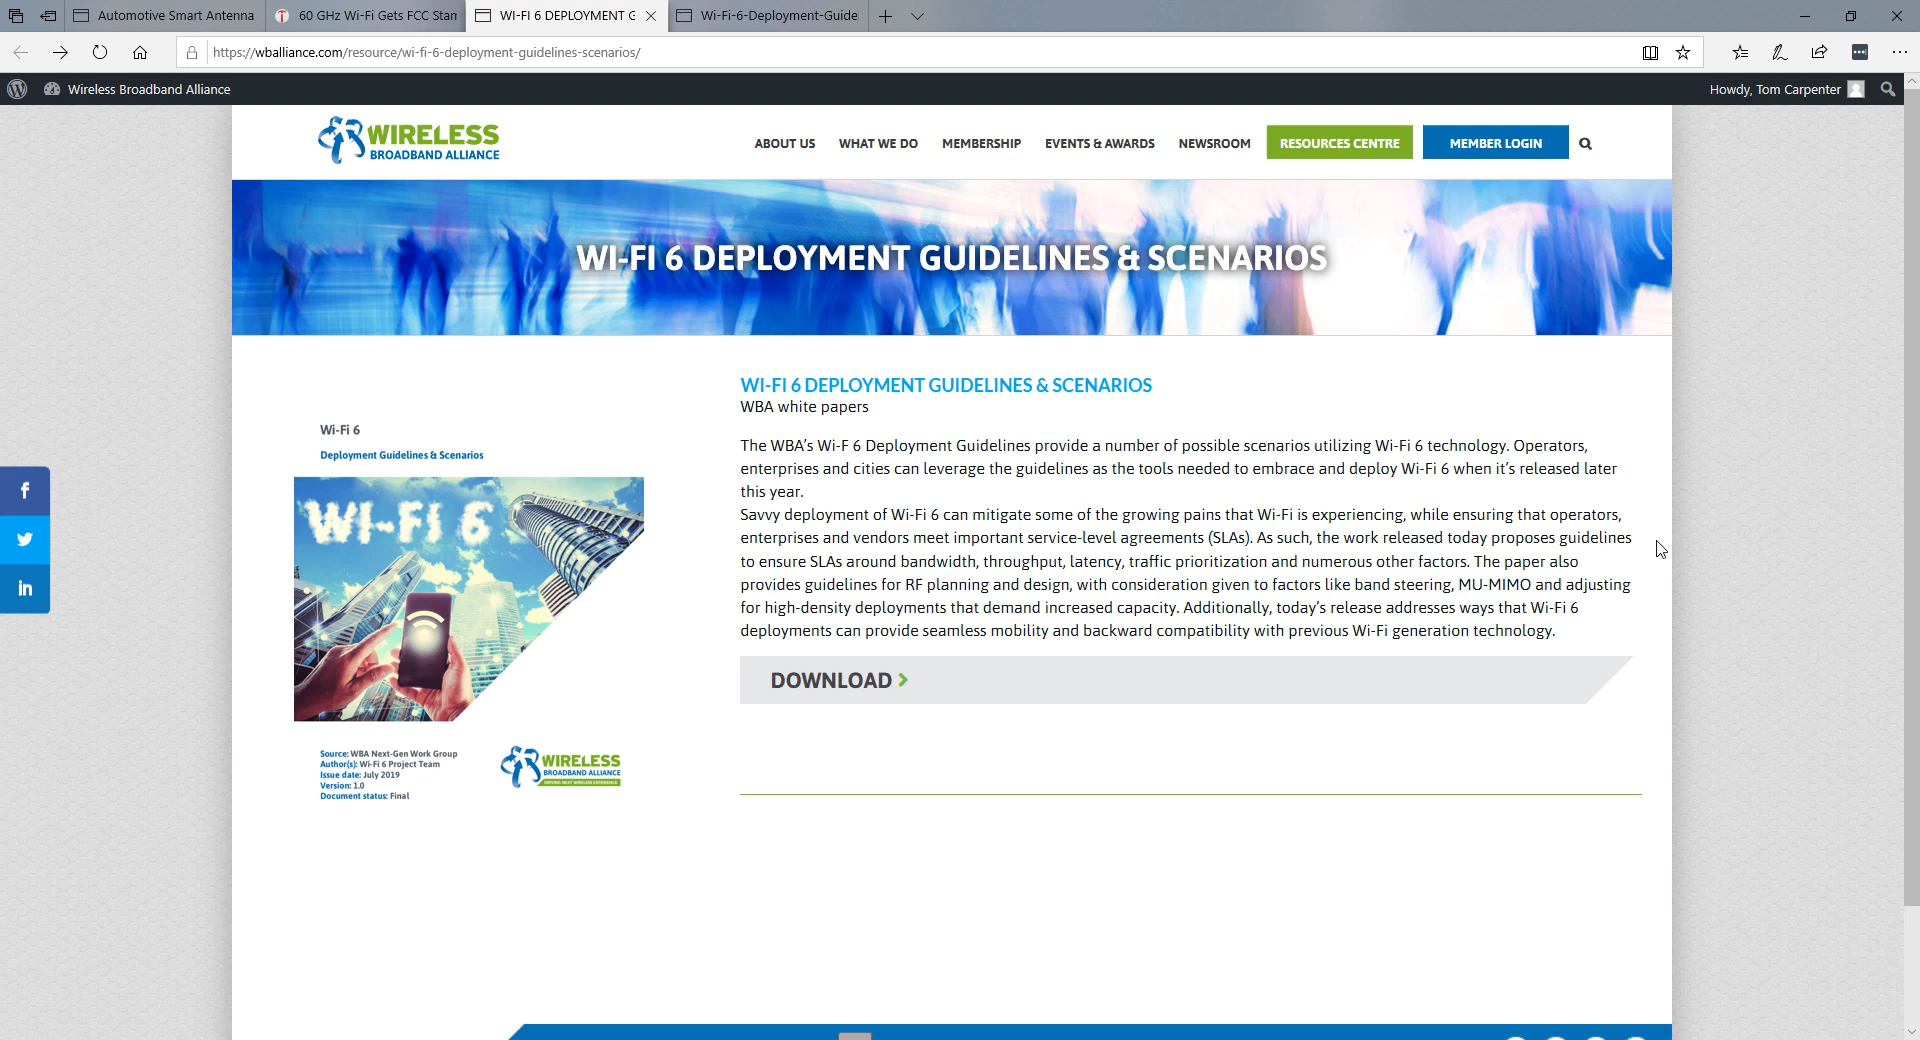 Automotive Smart Antenna
60 GHz Wi-Fi Gets FCC Stan
WI-FI 6 DEPLOYMENT G
Wi-Fi-6-Deployment-Guide
https://wballiance.com/resource/wi-fi-6-deployment-guidelines-scenarios/
Wireless Broadband Alliance
Howdy, Tom Carpenter
WIRELESS
BROADBAND ALLIANCE
ABOUT US WHAT WE DO MEMBERSHIP EVENTS & AWARDS NEWSROOM RESOURCES CENTRE MEMBER LOGIN
WI-FI 6 DEPLOYMENT GUIDELINES & SCENARIOS
Wi-Fi 6
Deployment Guidelines & Scenarios
WI-FI 6
Source: WBA Next-Gen Work Group
Author(s): Wi-Fi 6 Project Team
Issue date: July 2019
Version: 1.0
Document status: Final
WIRELESS
BROADBAND ALLIANCE
WI-FI 6 DEPLOYMENT GUIDELINES & SCENARIOS
WBA white papers
The WBA's Wi-F 6 Deployment Guidelines provide a number of possible scenarios utilizing Wi-Fi 6 technology. Operators,
enterprises and cities can leverage the guidelines as the tools needed to embrace and deploy Wi-Fi 6 when it's released later
this year.
Savvy deployment of Wi-Fi 6 can mitigate some of the growing pains that Wi-Fi is experiencing, while ensuring that operators,
enterprises and vendors meet important service-level agreements (SLAs). As such, the work released today proposes guidelines
to ensure SLAs around bandwidth, throughput, latency, traffic prioritization and numerous other factors. The paper also
provides guidelines for RF planning and design, with consideration given to factors like band steering, MU-MIMO and adjusting
for high-density deployments that demand increased capacity. Additionally, today's release addresses ways that Wi-Fi 6
deployments can provide seamless mobility and backward compatibility with previous Wi-Fi generation technology.
DOWNLOAD >